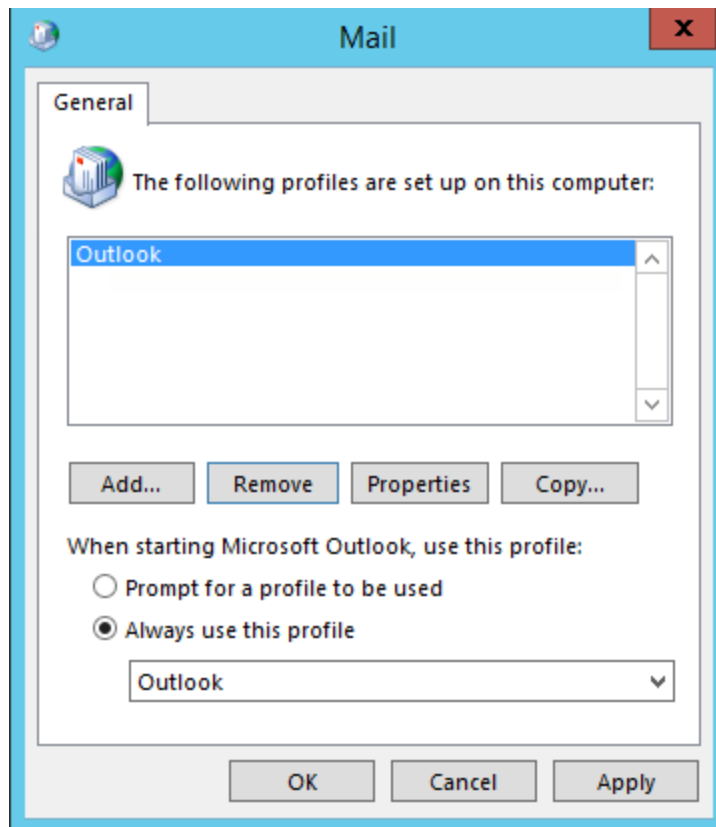 Mail
X
General
The following profiles are set up on this computer:
Outlook
Add... Remove Properties Copy...
When starting Microsoft Outlook, use this profile:
Prompt for a profile to be used
Always use this profile
Outlook
OK Cancel Apply